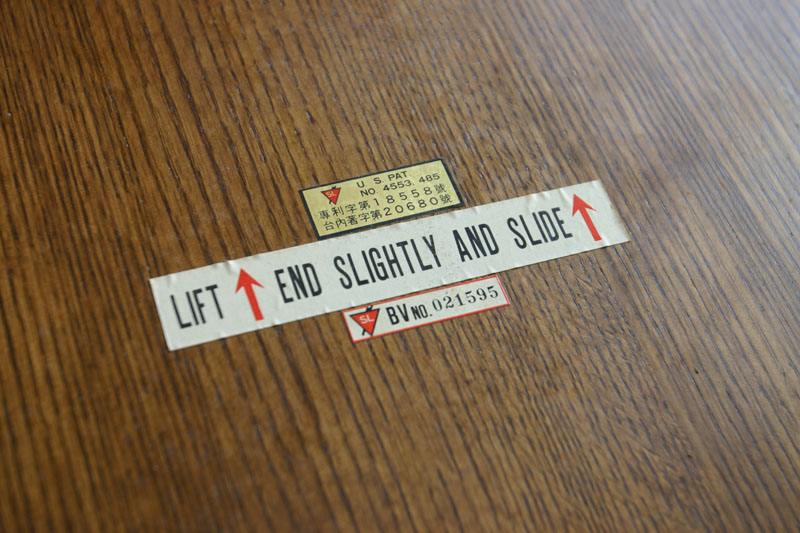 SL
U. S. PAT.
NO. 4553. 485
專利字第18558號
台內著字第20680號
LIFT ↑ END SLIGHTLY AND SLIDE ↑
SL BV NO. 021595